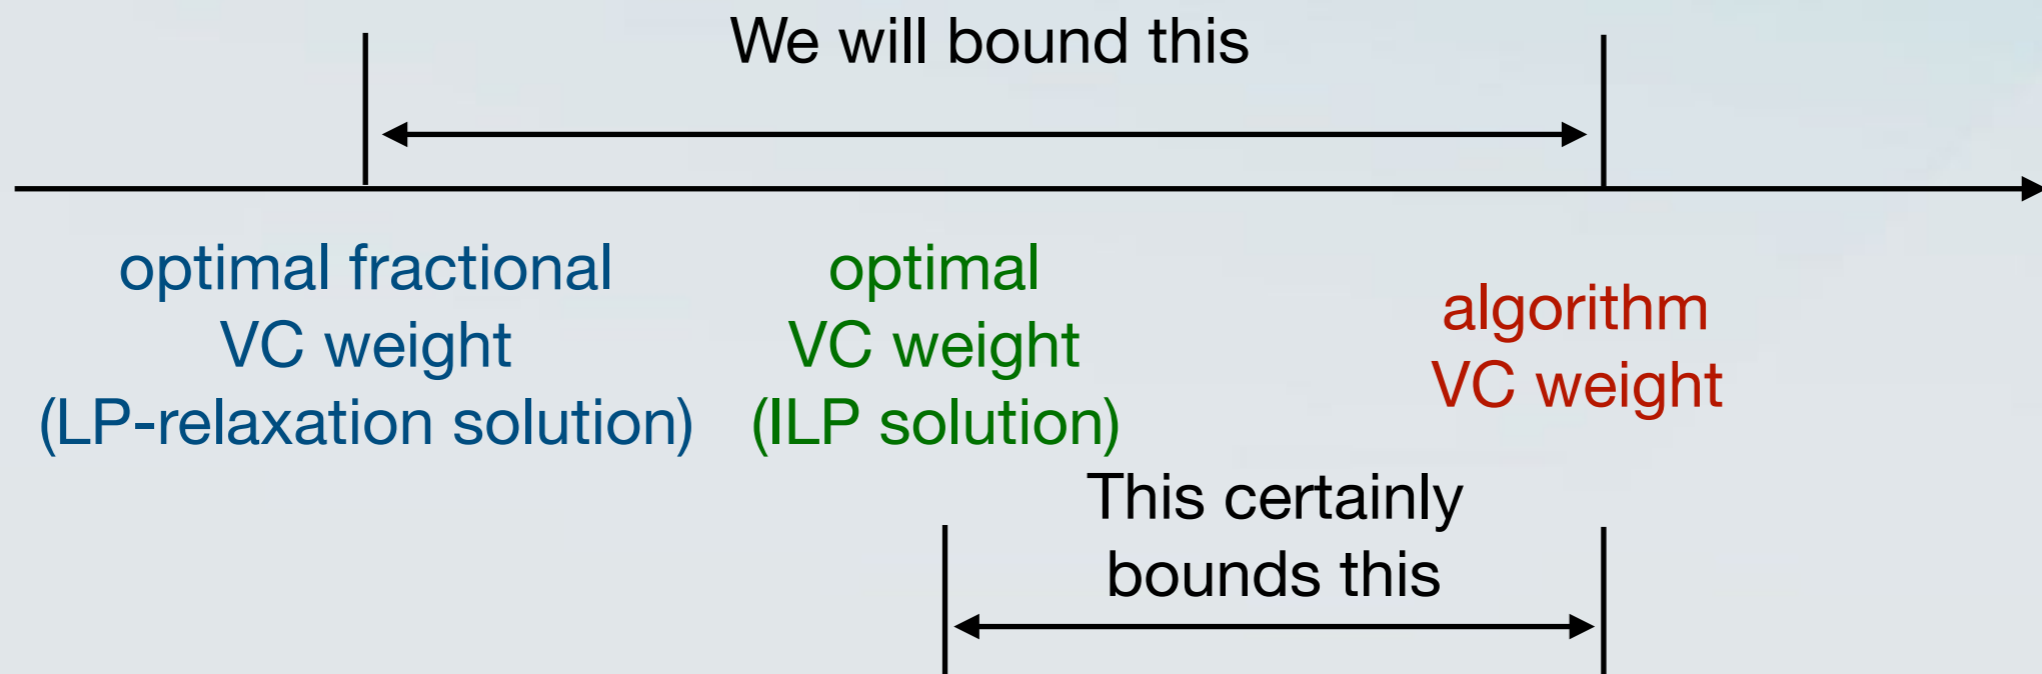 We will bound this
optimal fractional
VC weight
(LP-relaxation solution)
optimal
VC weight
(ILP solution)
algorithm
VC weight
This certainly
bounds this